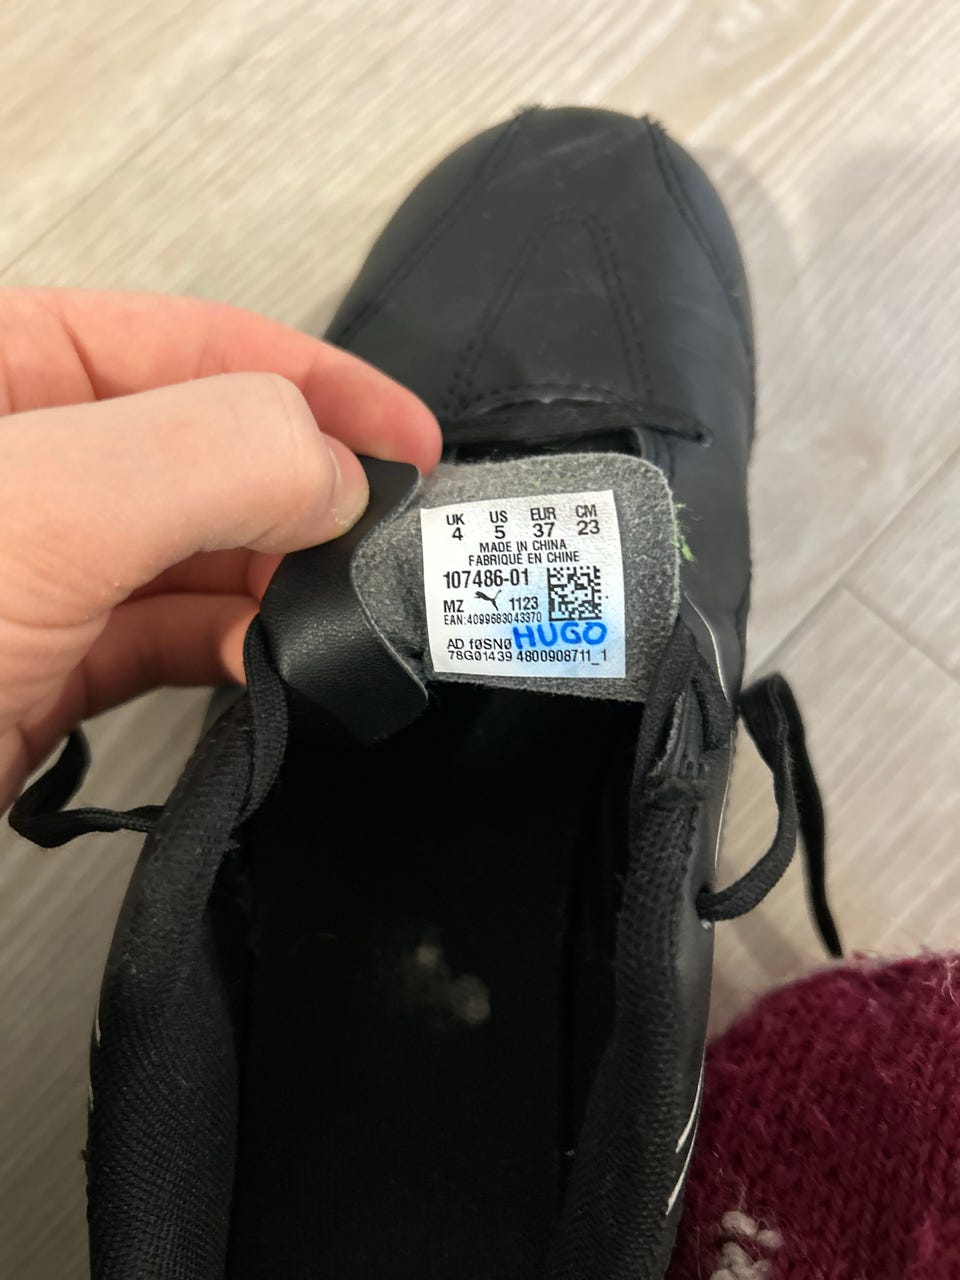 UK US EUR CM
4 5 37 23
MADE IN CHINA
FABRIQUÉ EN CHINE
107486-01
MZ 1123
EAN:4099683043370
HUGO
AD f0SN0
78G01439 4800908711_1